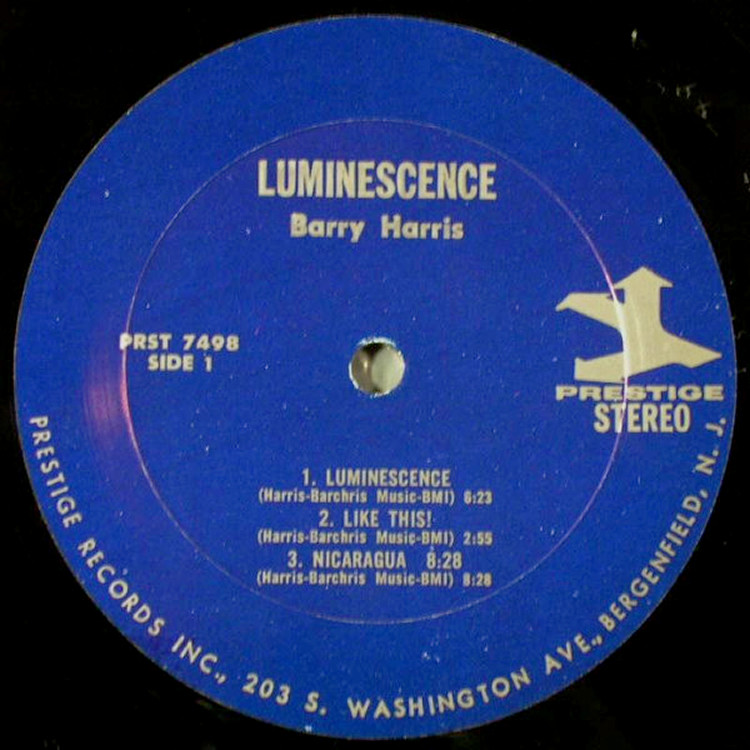 LUMINESCENCE
Barry Harris
PRST 7498
SIDE 1
PRESTIGE
STEREO
1. LUMINESCENCE
(Harris-Barchris Music-BMI) 6:23
2. LIKE THIS!
(Harris-Barchris Music-BMI) 2:55
3. NICARAGUA 8:28
(Harris-Barchris Music-BMI) 8:28
PRESTIGE RECORDS INC., 203 S. WASHINGTON AVE., BERGENFIELD, N. J.